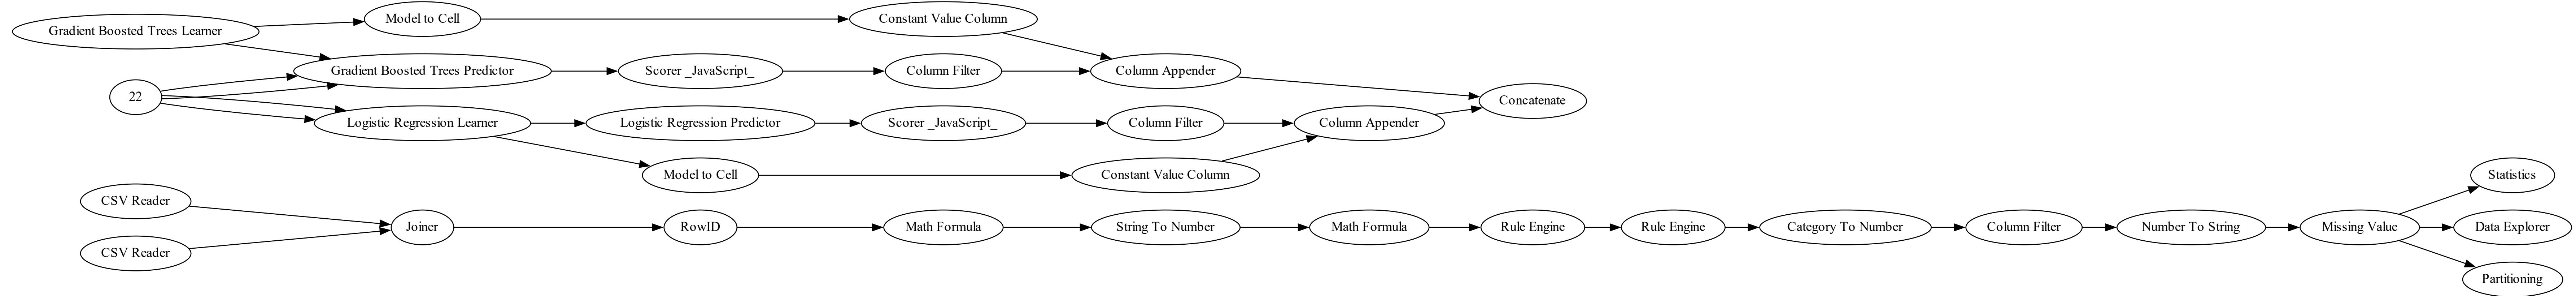 Gradient Boosted Trees Learner
Model to Cell
Constant Value Column
Gradient Boosted Trees Predictor
Scorer _JavaScript_
Column Filter
Column Appender
22
Concatenate
Logistic Regression Learner
Logistic Regression Predictor
Scorer _JavaScript_
Column Filter
Column Appender
Model to Cell
Constant Value Column
CSV Reader
CSV Reader
Joiner
RowID
Math Formula
String To Number
Math Formula
Rule Engine
Rule Engine
Category To Number
Column Filter
Number To String
Missing Value
Statistics
Data Explorer
Partitioning